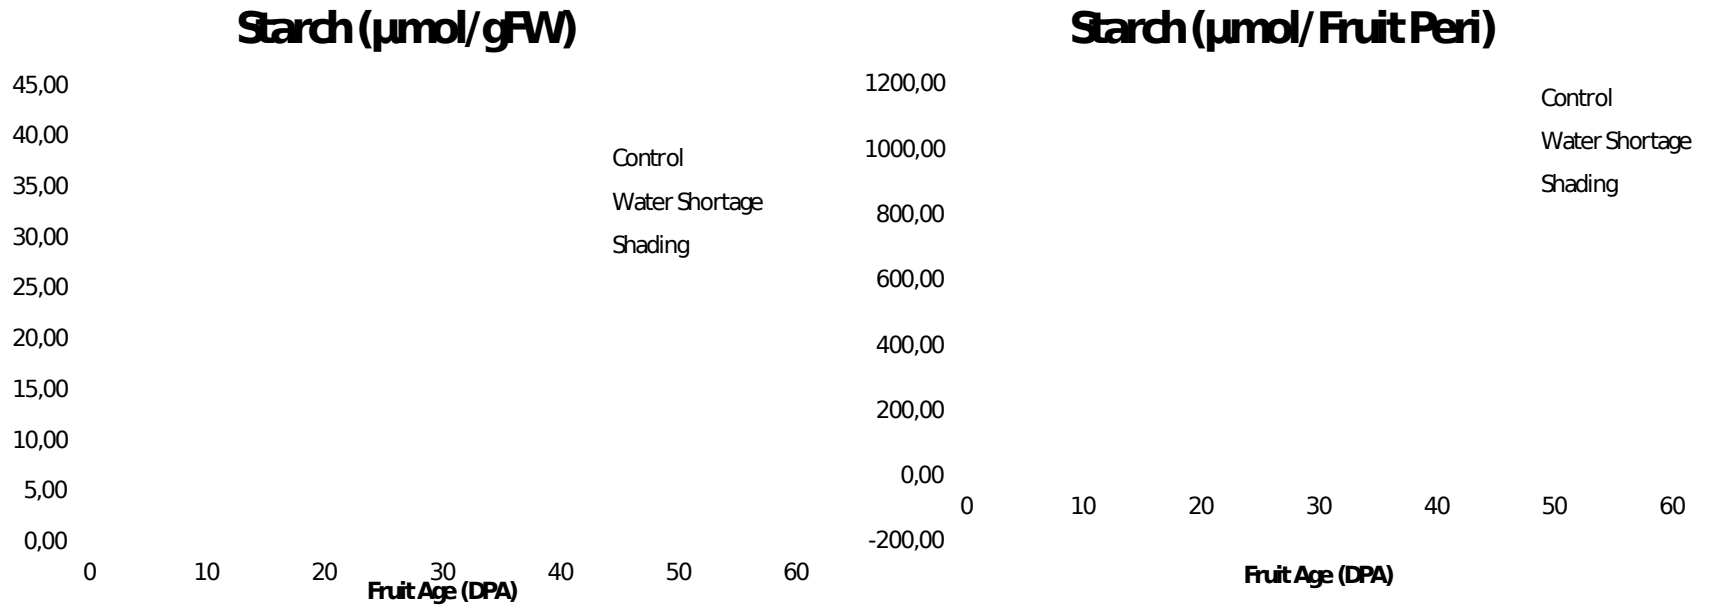 Starch (µmol/gFW)
45,00
40,00
35,00
30,00
25,00
20,00
15,00
10,00
5,00
0,00
Control
Water Shortage
Shading
0 10 20 30 40 50 60
Fruit Age (DPA)
Starch (µmol/Fruit Peri)
1200,00
1000,00
800,00
600,00
400,00
200,00
0,00
-200,00
Control
Water Shortage
Shading
0 10 20 30 40 50 60
Fruit Age (DPA)